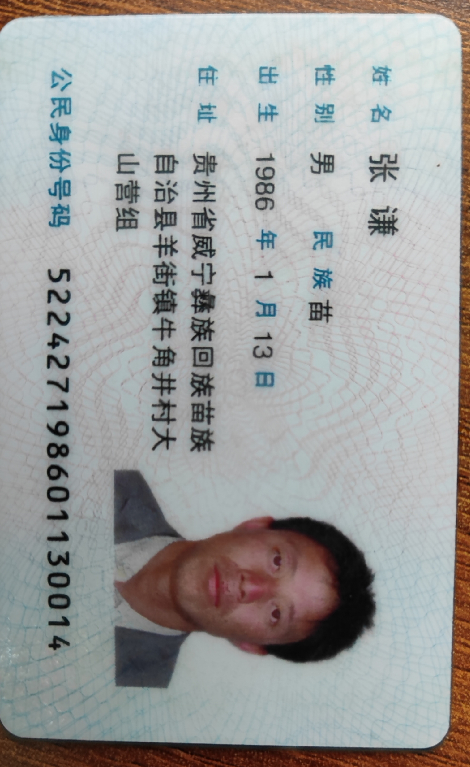 姓名 张谦
性别 男 民族 苗
出生 1986 年 1 月 13 日
住址 贵州省威宁彝族回族苗族
自治县羊街镇牛角井村大
山营组
公民身份号码 522427198601130014